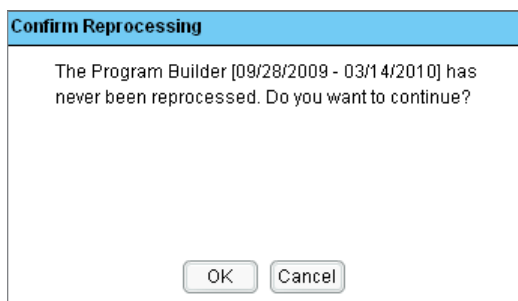 Confirm Reprocessing
The Program Builder [09/28/2009 - 03/14/2010] has
never been reprocessed. Do you want to continue?
OK Cancel